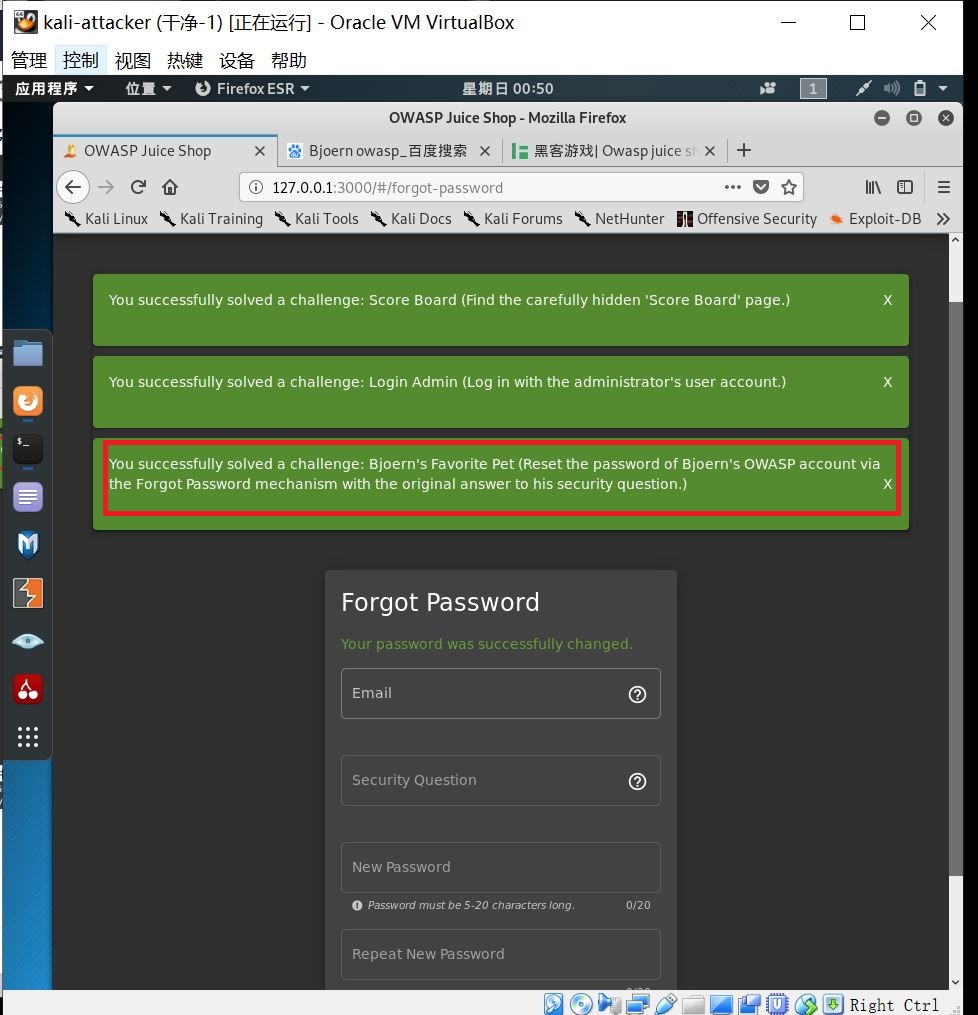 kali-attacker (干净-1) [正在运行] - Oracle VM VirtualBox
管理 控制 视图 热键 设备 帮助
应用程序 位置 Firefox ESR 星期日 00:50 1
OWASP Juice Shop - Mozilla Firefox
OWASP Juice Shop Bjoern owasp_百度搜索 黑客游戏| Owasp juice sh
127.0.0.1:3000/#/forgot-password
Kali Linux Kali Training Kali Tools Kali Docs Kali Forums NetHunter Offensive Security Exploit-DB
You successfully solved a challenge: Score Board (Find the carefully hidden 'Score Board' page.) X
You successfully solved a challenge: Login Admin (Log in with the administrator's user account.) X
You successfully solved a challenge: Bjoern's Favorite Pet (Reset the password of Bjoern's OWASP account via
the Forgot Password mechanism with the original answer to his security question.) X
Forgot Password
Your password was successfully changed.
Email
Security Question
New Password
Password must be 5-20 characters long. 0/20
Repeat New Password
Right Ctrl